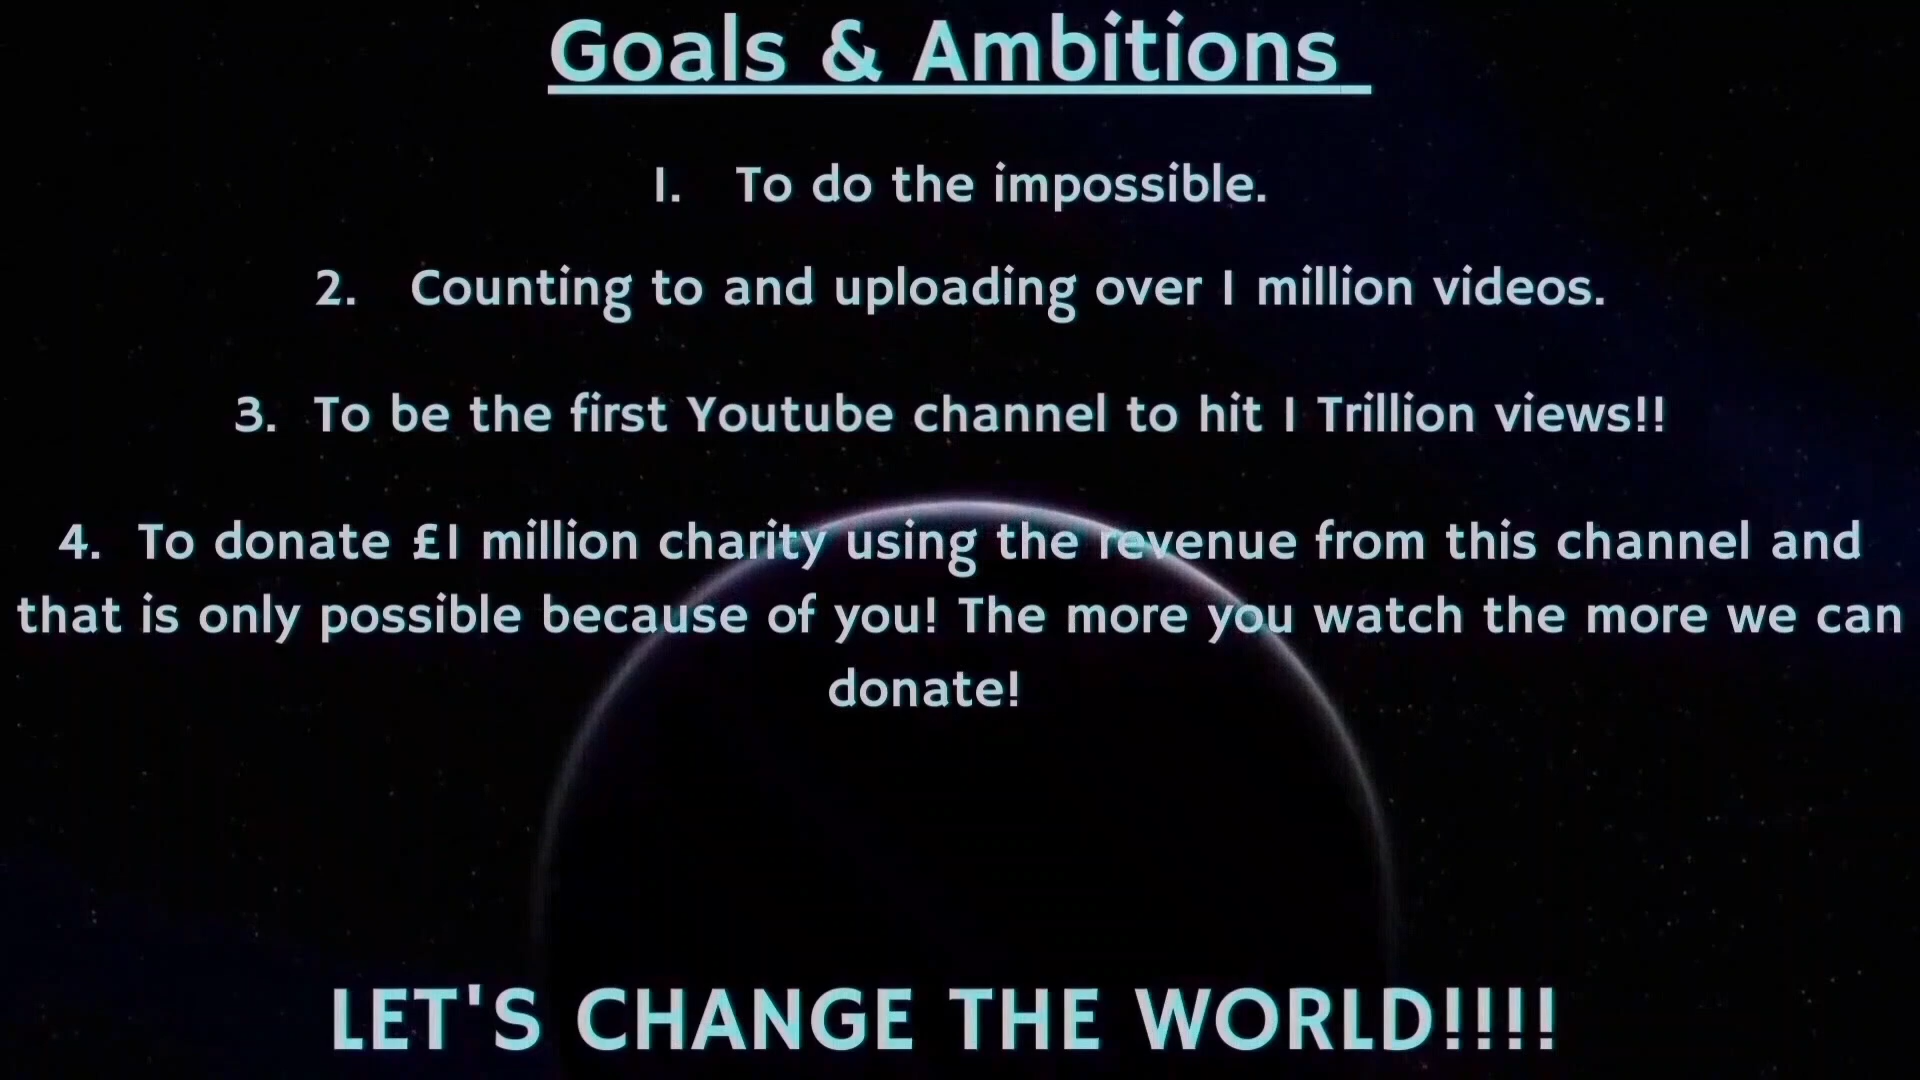 Goals & Ambitions
1. To do the impossible.
2. Counting to and uploading over 1 million videos.
3. To be the first Youtube channel to hit 1 Trillion views!!
4. To donate £1 million charity using the revenue from this channel and
that is only possible because of you! The more you watch the more we can
donate!
LET'S CHANGE THE WORLD!!!!